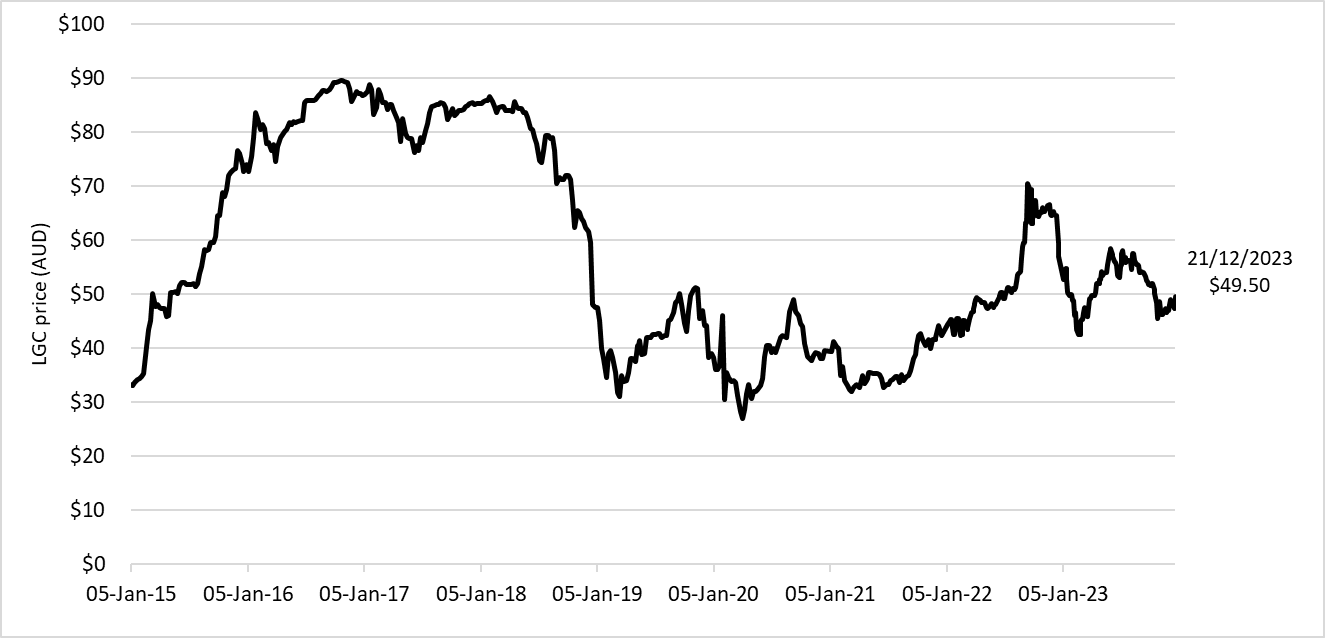 $100
$90
$80
$70
$60
$50
$40
$30
$20
$10
$0
LGC price (AUD)
21/12/2023
$49.50
05-Jan-15
05-Jan-16
05-Jan-17
05-Jan-18
05-Jan-19
05-Jan-20
05-Jan-21
05-Jan-22
05-Jan-23